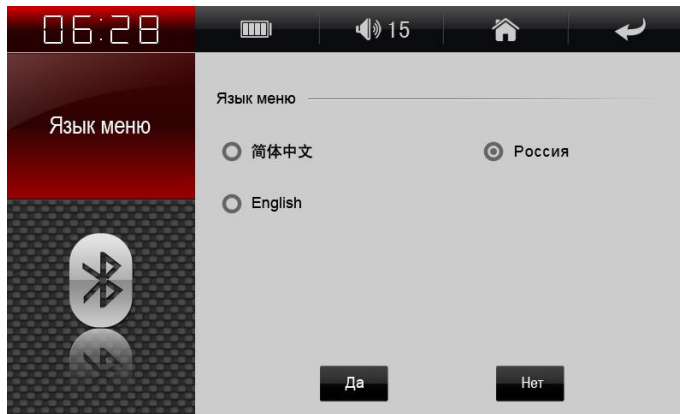 06:28 15
Язык меню
Язык меню
简体中文 Россия
English
Да Нет